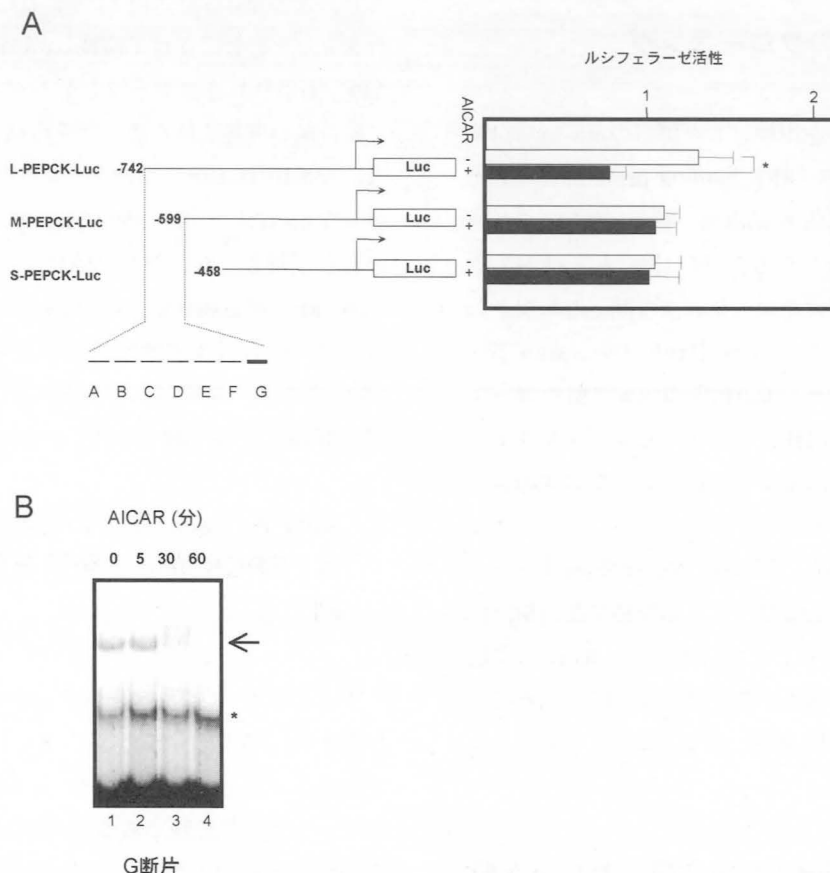 A
ルシフェラーゼ活性
AICAR
1 2
L-PEPCK-Luc -742 Luc - *
+
M-PEPCK-Luc -599 Luc -
+
S-PEPCK-Luc -458 Luc -
+
A B C D E F G
B
AICAR (分)
0 5 30 60
*
1 2 3 4
G断片